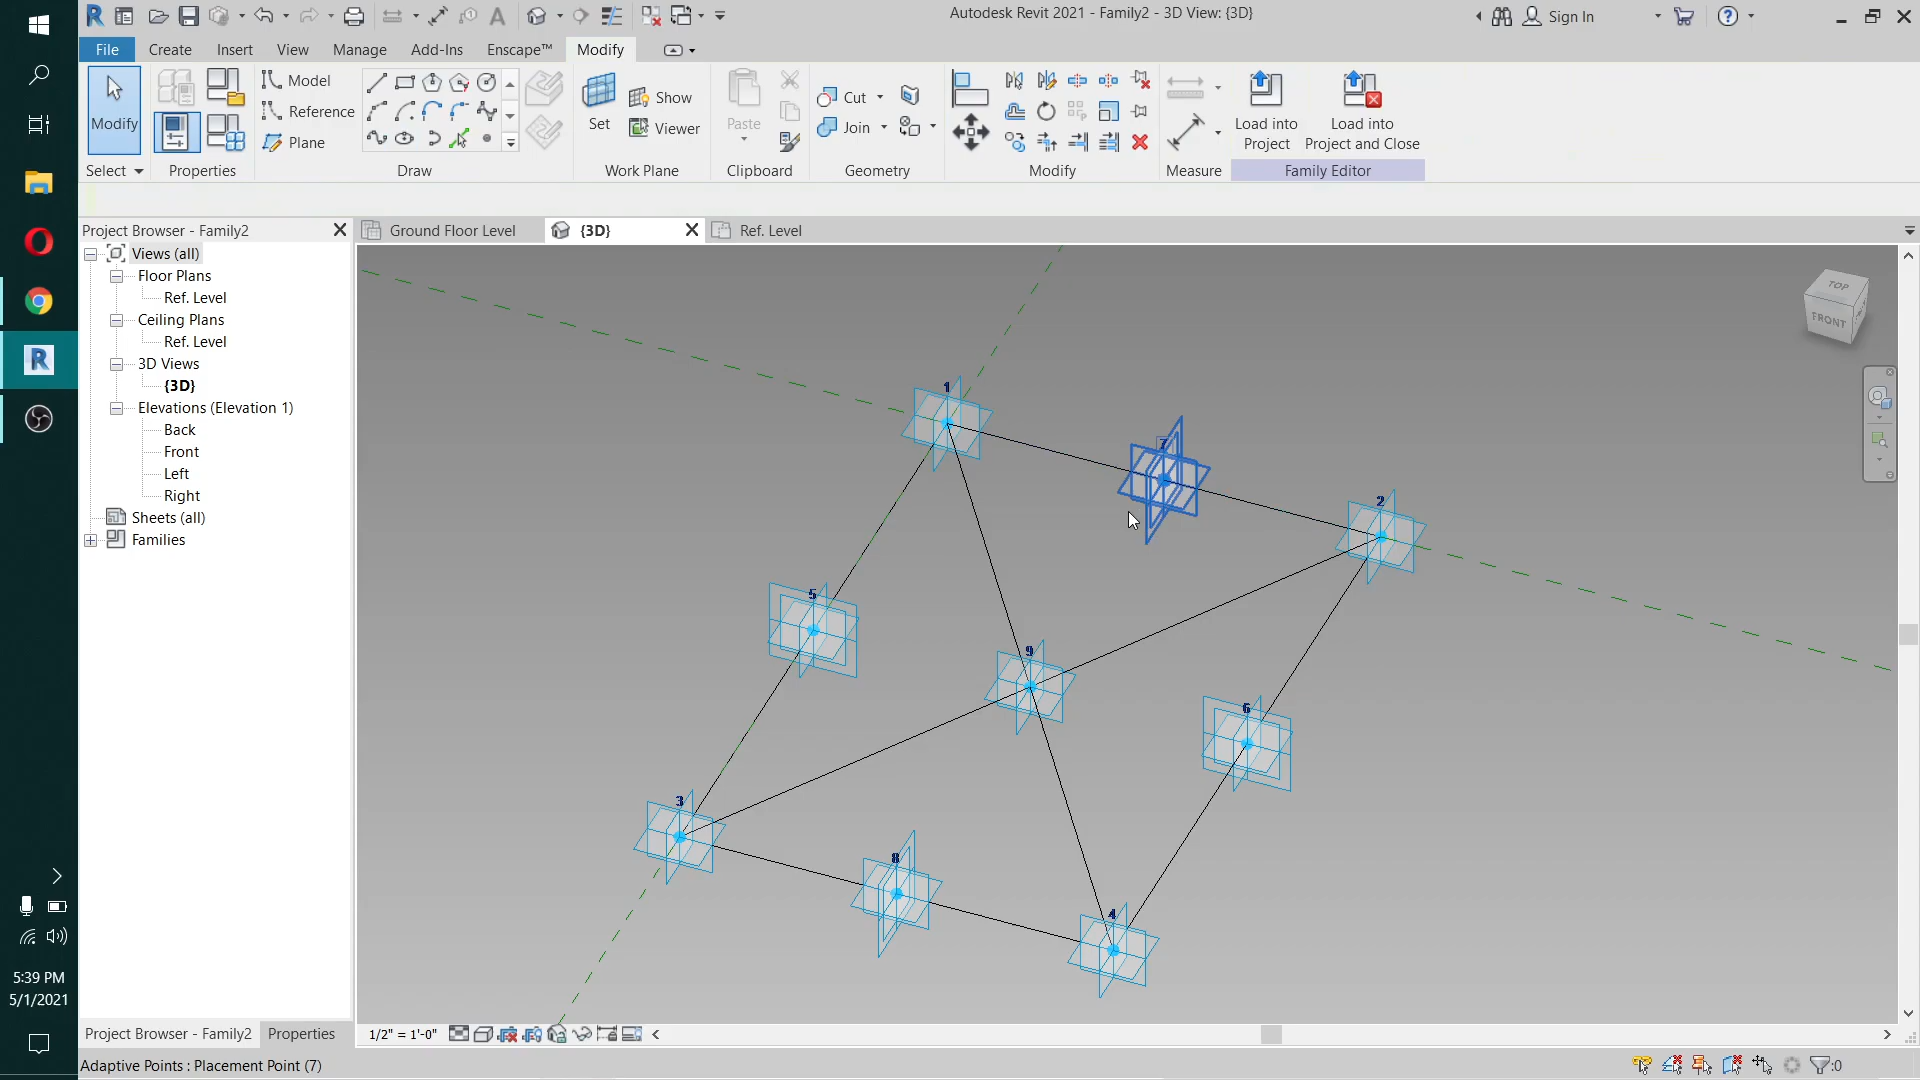 Autodesk Revit 2021 - Family2 - 3D View: {3D}
Sign In
File Create Insert View Manage Add-Ins Enscape™ Modify
Modify
Select
Properties
Model
Reference
Plane
Draw
Set
Show
Viewer
Work Plane
Paste
Clipboard
Cut
Join
Geometry
Modify
Measure
Load into
Project
Load into
Project and Close
Family Editor
Project Browser - Family2
Ground Floor Level
{3D}
Ref. Level
Views (all)
Floor Plans
Ref. Level
Ceiling Plans
Ref. Level
3D Views
{3D}
Elevations (Elevation 1)
Back
Front
Left
Right
Sheets (all)
Families
TOP
FRONT
1
7
2
5
9
6
3
8
4
5:39 PM
5/1/2021
Project Browser - Family2
Properties
1/2" = 1'-0"
Adaptive Points : Placement Point (7)
:0